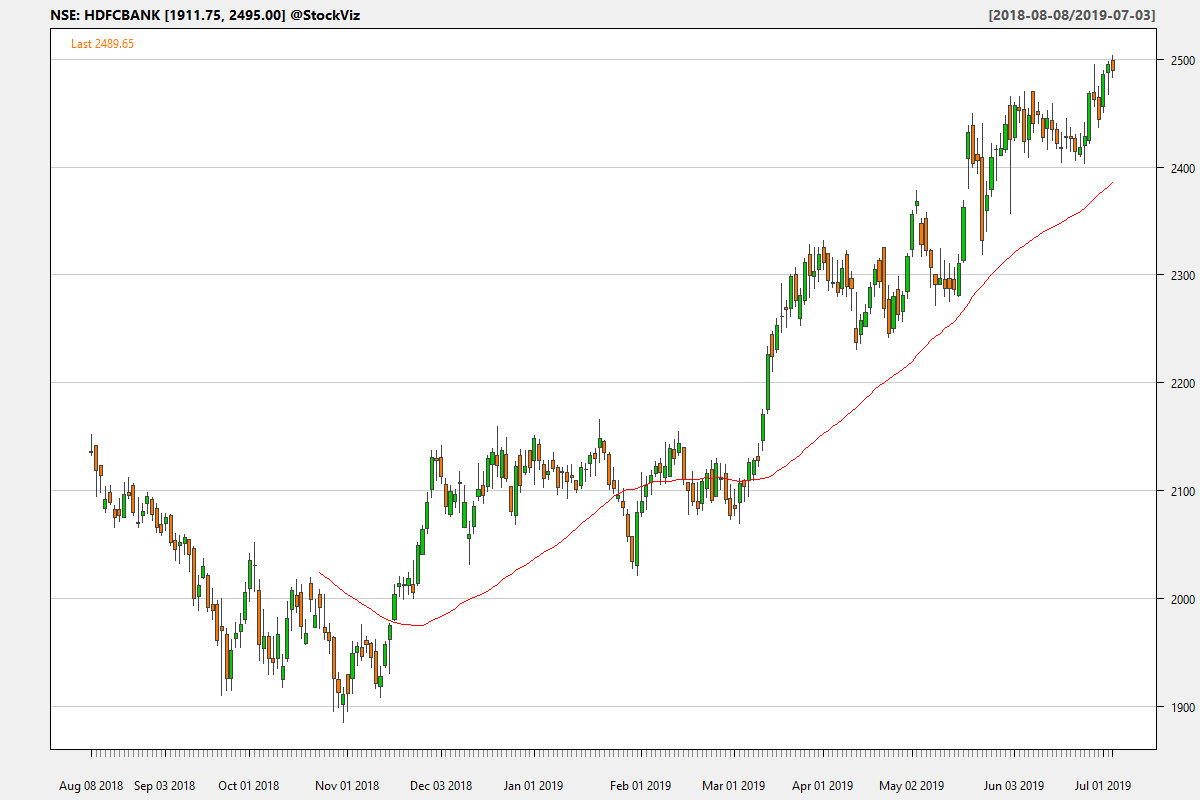 NSE: HDFCBANK [1911.75, 2495.00] @StockViz [2018-08-08/2019-07-03]
Last 2489.65
2500
2400
2300
2200
2100
2000
1900
Aug 08 2018 Sep 03 2018 Oct 01 2018 Nov 01 2018 Dec 03 2018 Jan 01 2019 Feb 01 2019 Mar 01 2019 Apr 01 2019 May 02 2019 Jun 03 2019 Jul 01 2019